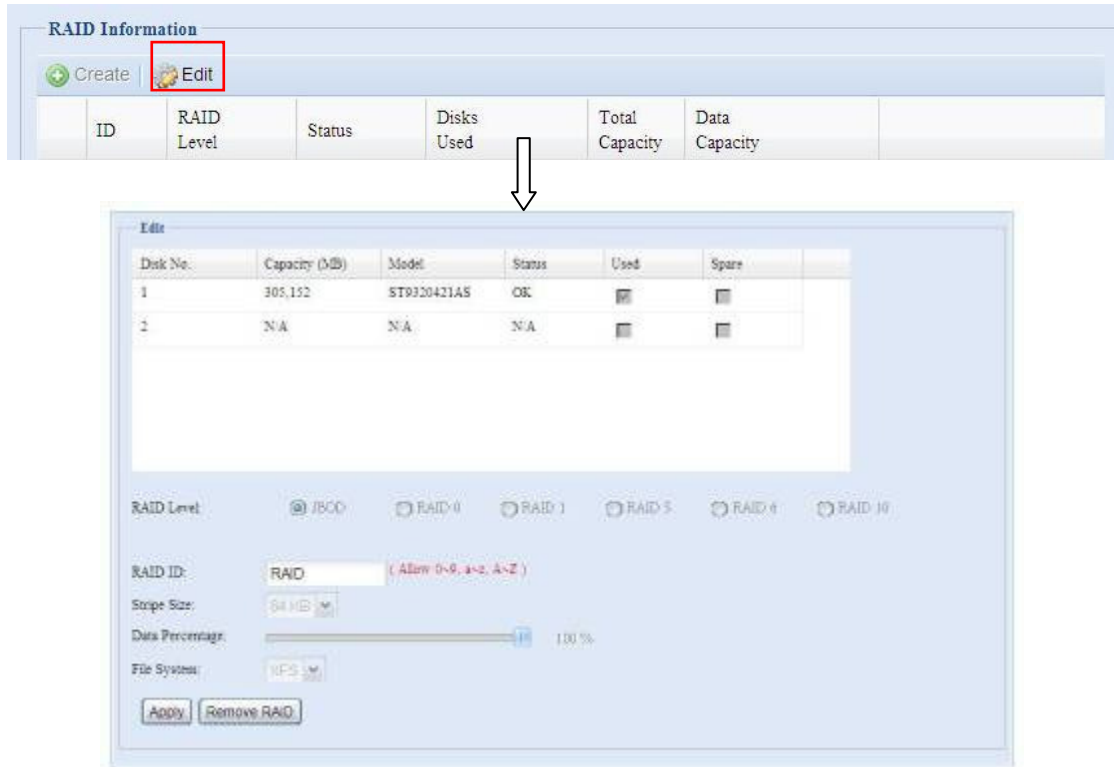 RAID Information
Create Edit
ID RAID Level Status Disks Used Total Capacity Data Capacity
Edit
Disk No. Capacity (MB) Model Status Used Spare
1 305,152 ST9320421AS OK
2 N/A N/A N/A
RAID Level: JBOD RAID 0 RAID 1 RAID 5 RAID 6 RAID 10
RAID ID: RAID ( Allow 0~9, a~z, A~Z )
Stripe Size: 64 KB
Data Percentage: 100 %
File System: XFS
Apply Remove RAID